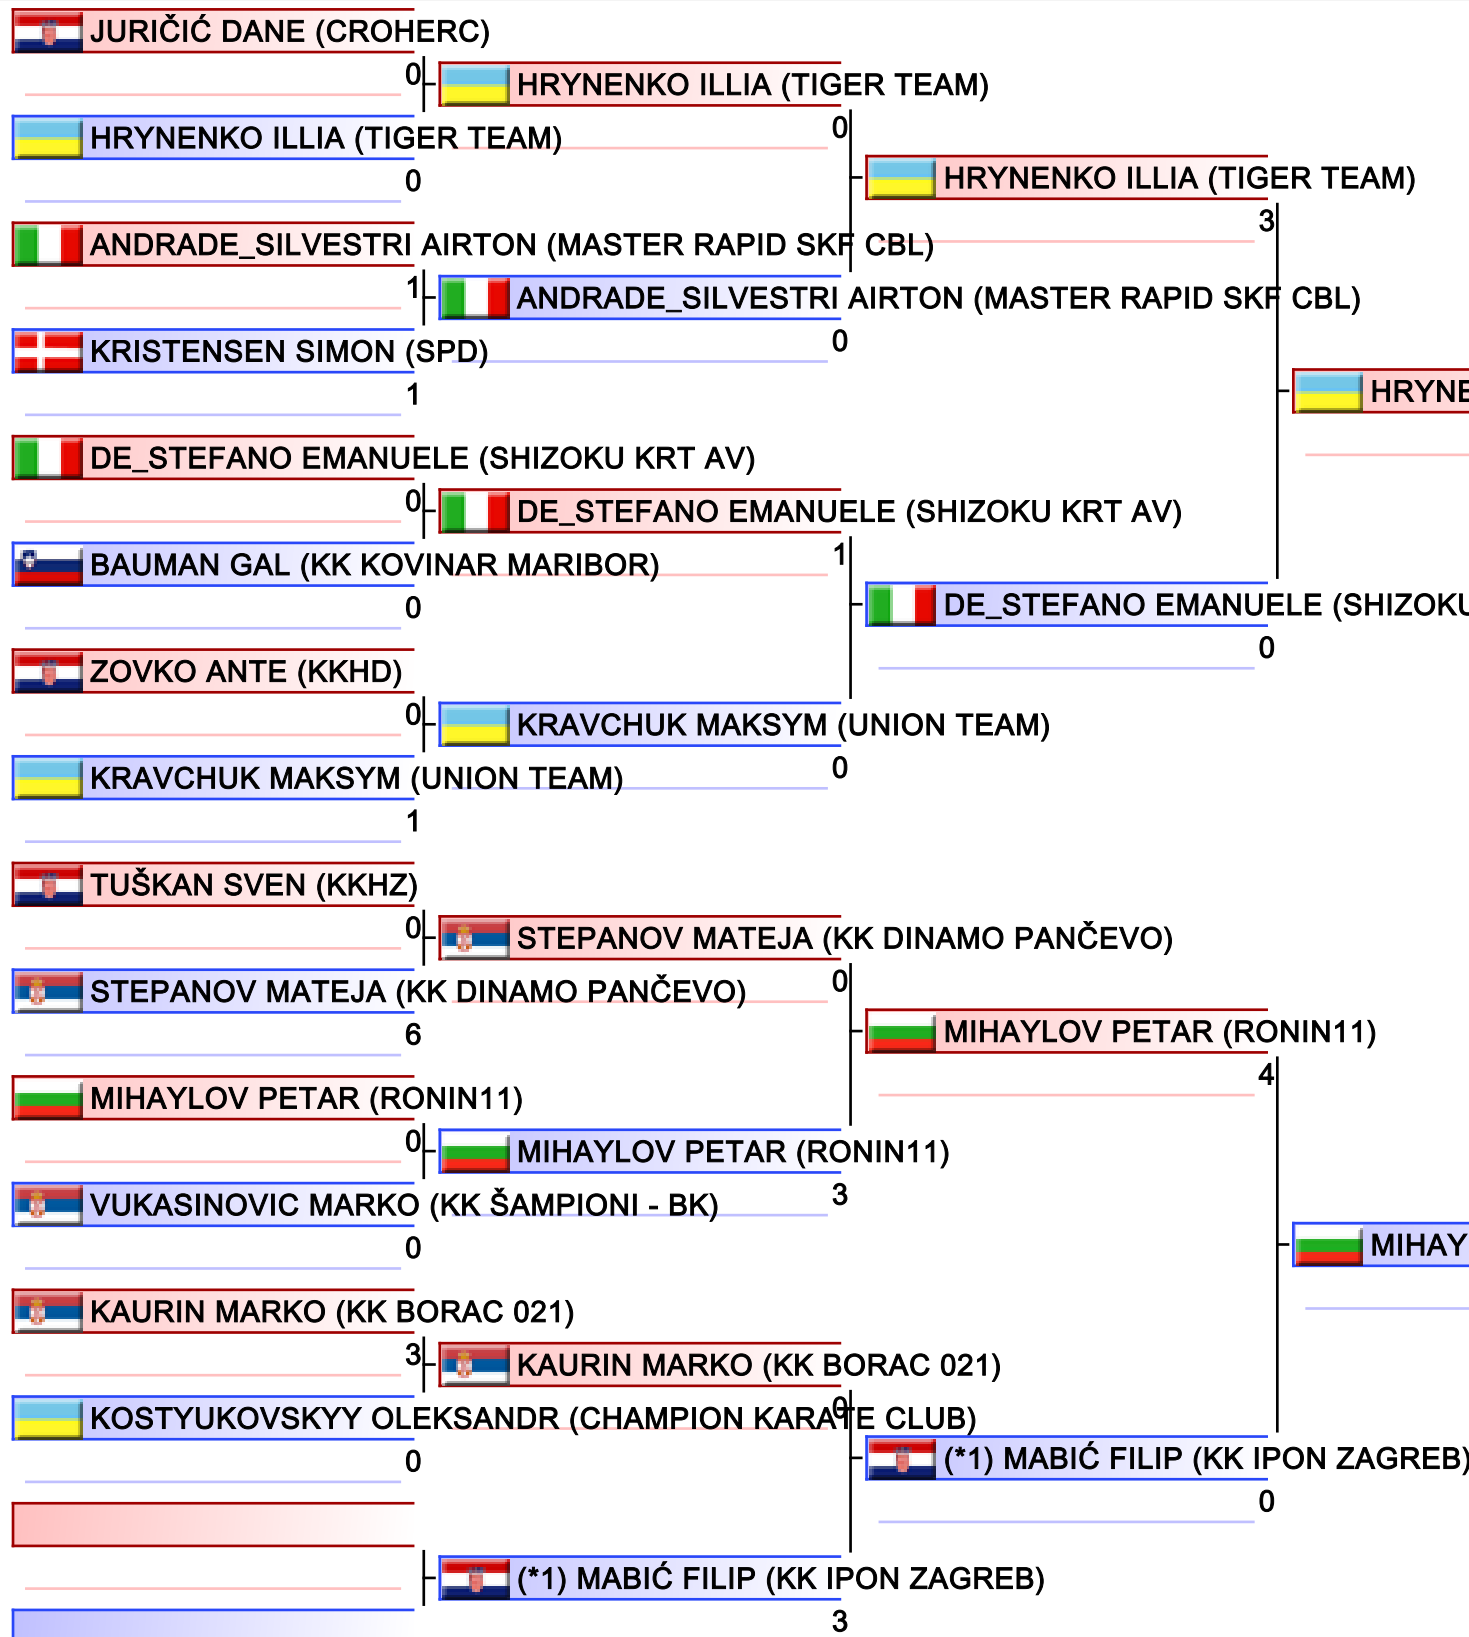 JURIČIĆ DANE (CROHERC)
0
HRYNENKO ILLIA (TIGER TEAM)
HRYNENKO ILLIA (TIGER TEAM)
0
0
HRYNENKO ILLIA (TIGER TEAM)
3
ANDRADE_SILVESTRI AIRTON (MASTER RAPID SKF CBL)
1
ANDRADE_SILVESTRI AIRTON (MASTER RAPID SKF CBL)
0
KRISTENSEN SIMON (SPD)
1
HRYNE
DE_STEFANO EMANUELE (SHIZOKU KRT AV)
0
DE_STEFANO EMANUELE (SHIZOKU KRT AV)
1
BAUMAN GAL (KK KOVINAR MARIBOR)
0
DE_STEFANO EMANUELE (SHIZOKU
0
ZOVKO ANTE (KKHD)
0
KRAVCHUK MAKSYM (UNION TEAM)
0
KRAVCHUK MAKSYM (UNION TEAM)
1
TUŠKAN SVEN (KKHZ)
0
STEPANOV MATEJA (KK DINAMO PANČEVO)
0
STEPANOV MATEJA (KK DINAMO PANČEVO)
6
MIHAYLOV PETAR (RONIN11)
4
MIHAYLOV PETAR (RONIN11)
0
MIHAYLOV PETAR (RONIN11)
3
VUKASINOVIC MARKO (KK ŠAMPIONI - BK)
0
MIHAY
KAURIN MARKO (KK BORAC 021)
3
KAURIN MARKO (KK BORAC 021)
0
KOSTYUKOVSKYY OLEKSANDR (CHAMPION KARATE CLUB)
0
(*1) MABIĆ FILIP (KK IPON ZAGREB)
0
(*1) MABIĆ FILIP (KK IPON ZAGREB)
3